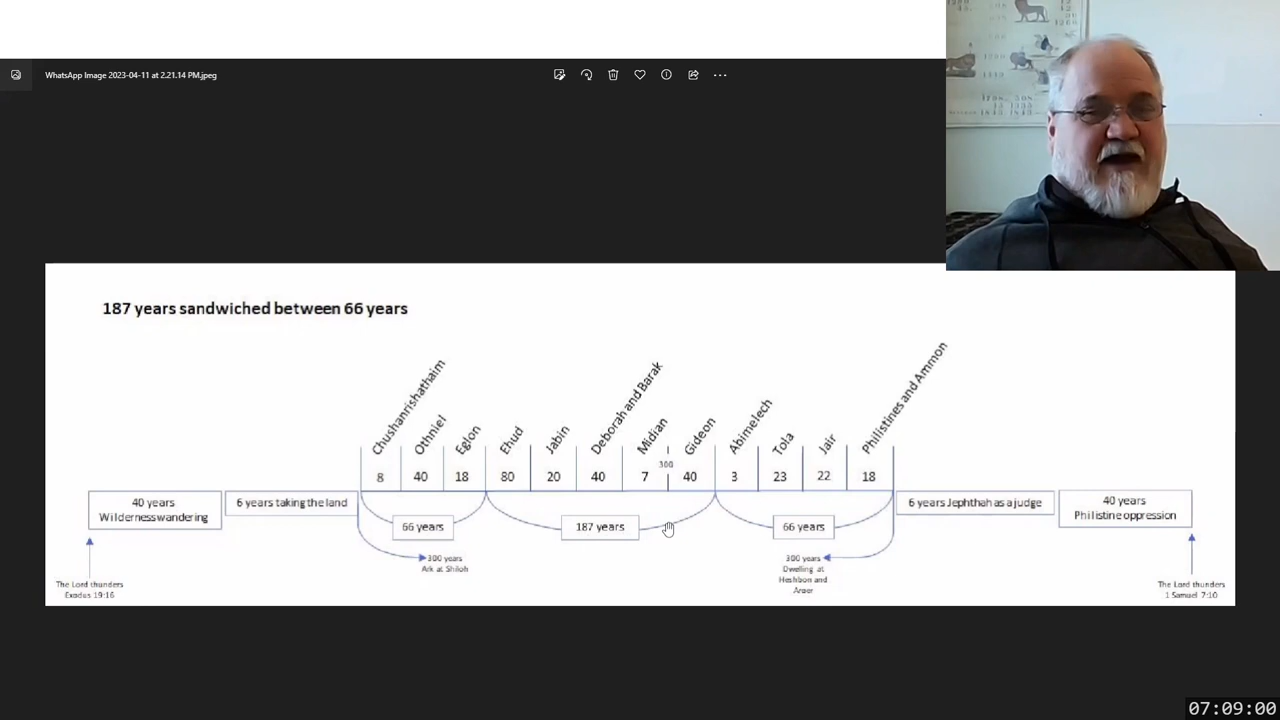 WhatsApp Image 2023-04-11 at 2.21.14 PM.jpeg
187 years sandwiched between 66 years
Chushanrishathaim
Othniel
Eglon
Ehud
Jabin
Deborah and Barak
Midian
Gideon
Abimelech
Tola
Jair
Philistines and Ammon
300
8 40 18 80 20 40 7 40 3 23 22 18
40 years
Wilderness wandering
6 years taking the land
66 years
187 years
66 years
6 years Jephthah as a judge
40 years
Philistine oppression
300 years
Ark at Shiloh
300 years
Dwelling at
Heshbon and
Aroer
The Lord thunders
Exodus 19:16
The Lord thunders
1 Samuel 7:10
07:09:00